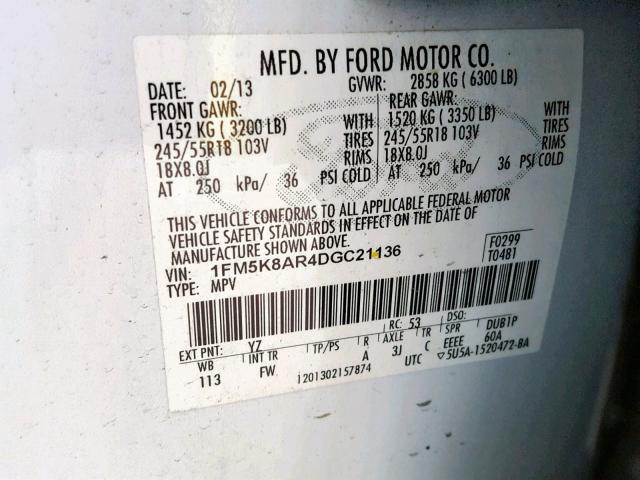 MFD. BY FORD MOTOR CO.
DATE: 02/13 GVWR: 2858 KG ( 6300 LB)
FRONT GAWR: REAR GAWR:
1452 KG ( 3200 LB) WITH 1520 KG ( 3350 LB) WITH
245/55R18 103V TIRES 245/55R18 103V TIRES
18X8.0J RIMS 18X8.0J RIMS
AT 250 kPa/ 36 PSI COLD AT 250 kPa/ 36 PSI COLD
THIS VEHICLE CONFORMS TO ALL APPLICABLE FEDERAL MOTOR
VEHICLE SAFETY STANDARDS IN EFFECT ON THE DATE OF
MANUFACTURE SHOWN ABOVE.
VIN: 1FM5K8AR4DGC21136 F0299
TYPE: MPV T0481
EXT PNT: YZ RC: 53 DSO:
WB INT TR TP/PS R AXLE TR SPR DUB1P
113 FW A 3J C EEEE 60A
1201302157874 UTC ▽5U5A-1520472-BA